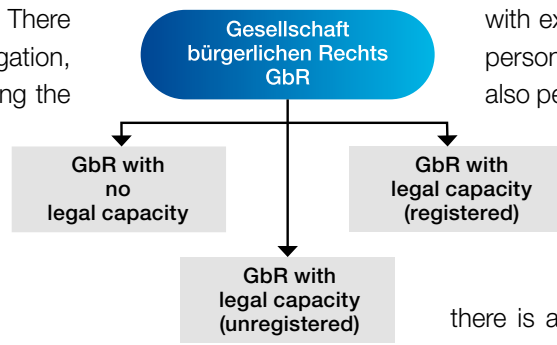 There
gation,
ng the
Gesellschaft
bürgerlichen Rechts
GbR
with ex
person
also pe
GbR with
no
legal capacity
GbR with
legal capacity
(registered)
GbR with
legal capacity
(unregistered)
there is a